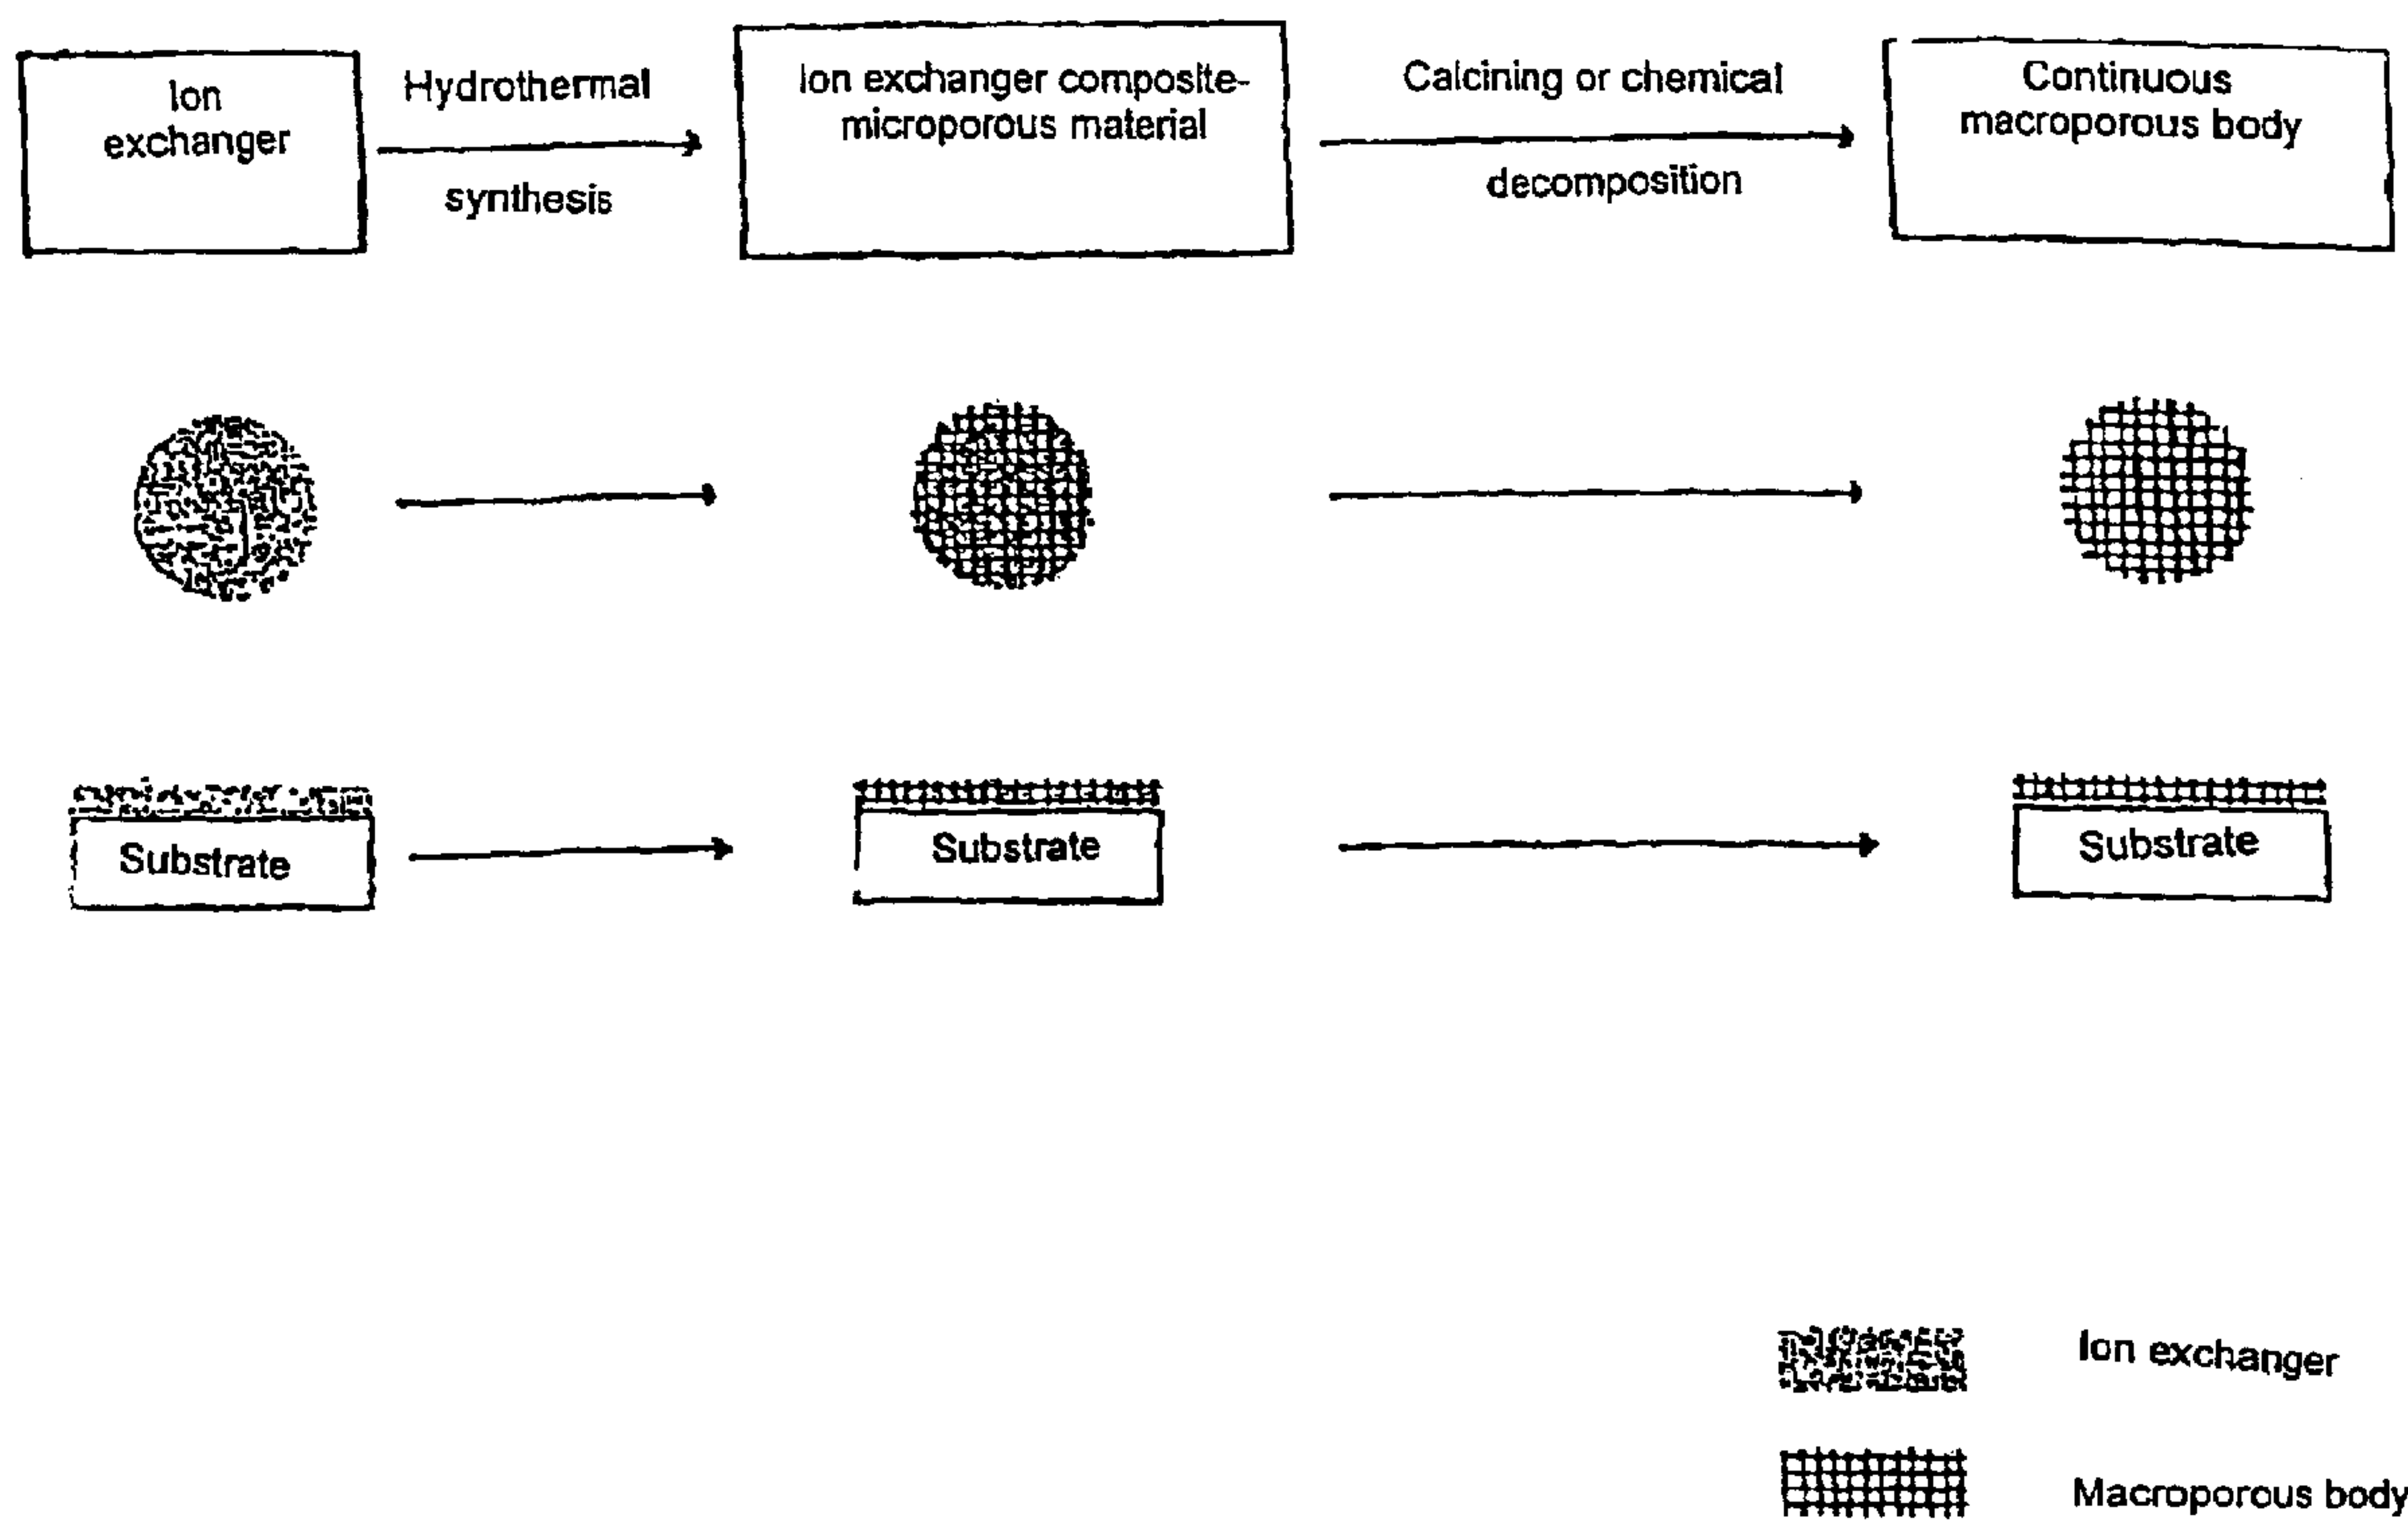 Ion
exchanger
Hydrothermal
synthesis
Ion exchanger composite-
microporous material
Calcining or chemical
decomposition
Continuous
macroporous body
Substrate
Substrate
Substrate
Ion exchanger
Macroporous body